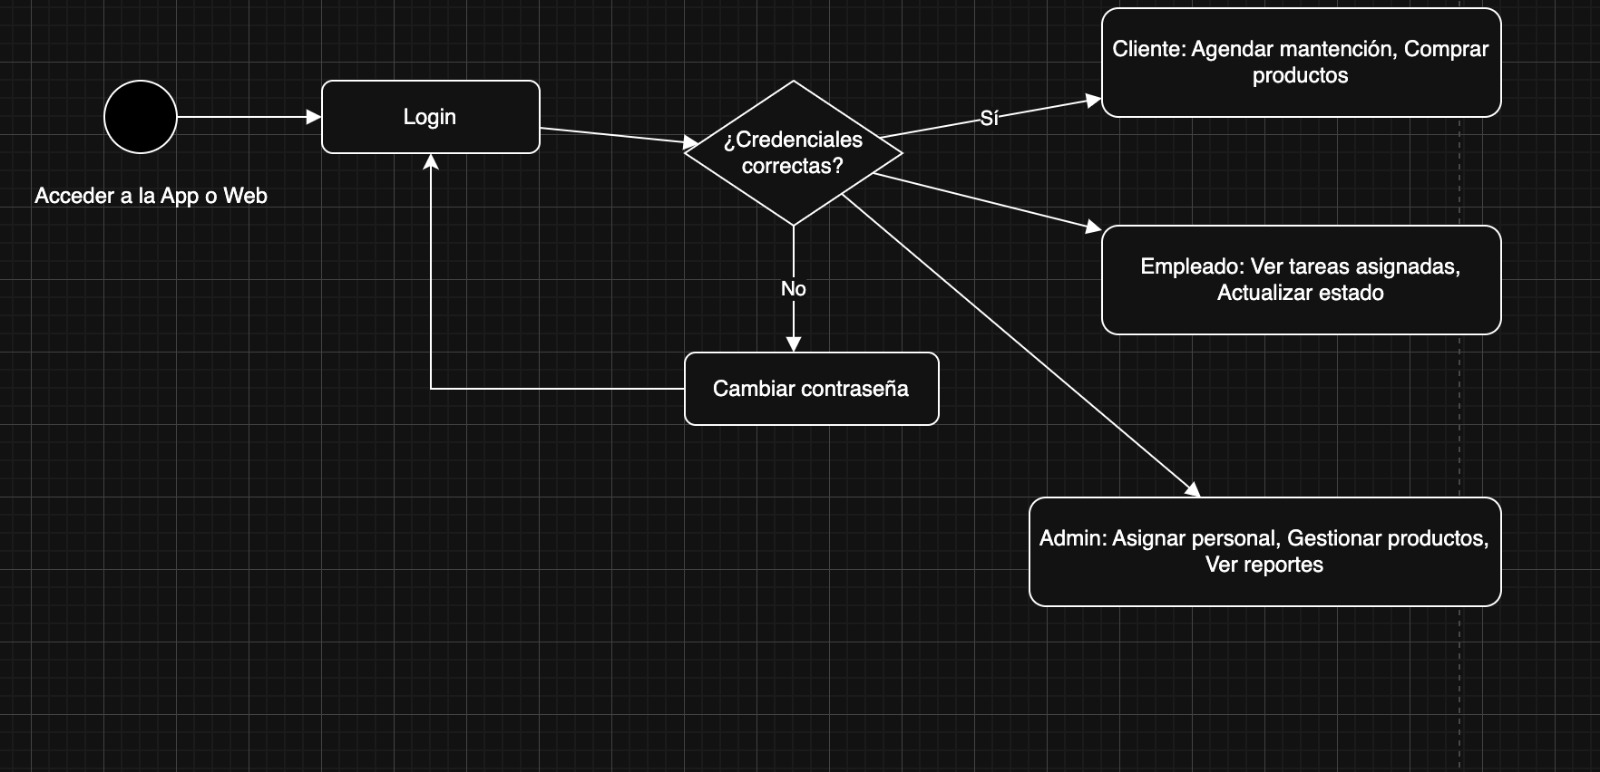 Acceder a la App o Web
Login
¿Credenciales
correctas?
Sí
No
Cambiar contraseña
Cliente: Agendar mantención, Comprar
productos
Empleado: Ver tareas asignadas,
Actualizar estado
Admin: Asignar personal, Gestionar productos,
Ver reportes